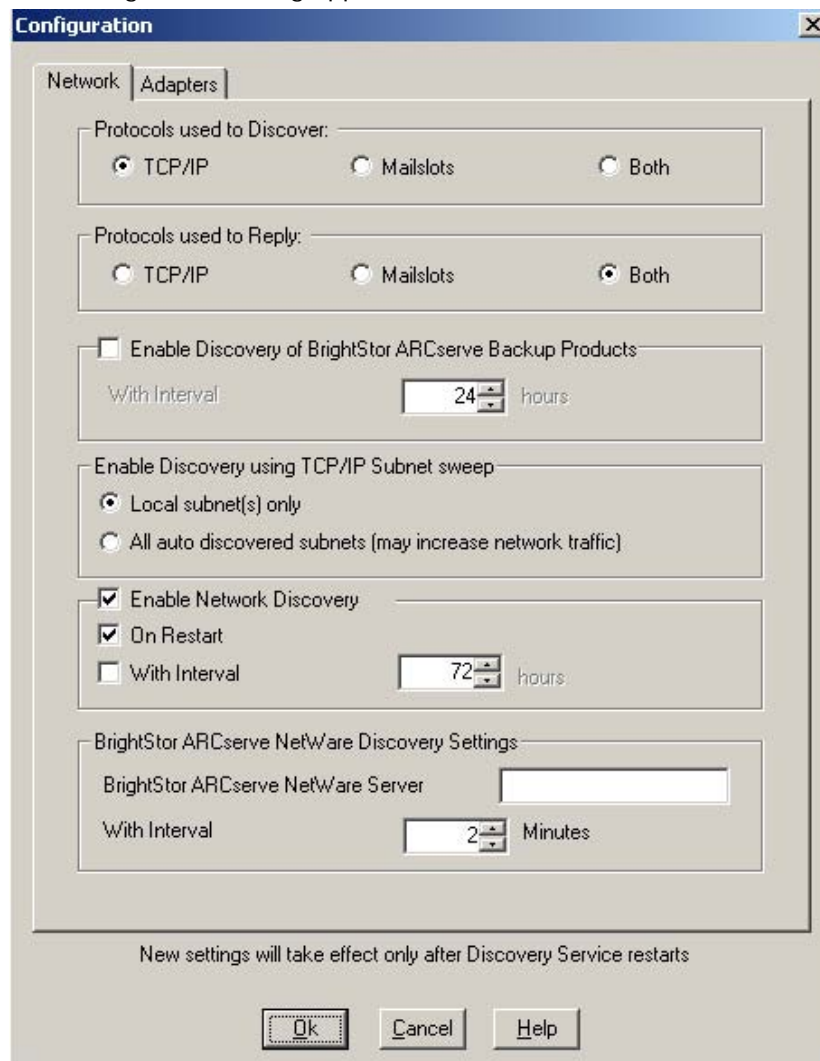 Configuration
Network Adapters
Protocols used to Discover:
TCP/IP Mailslots Both
Protocols used to Reply:
TCP/IP Mailslots Both
Enable Discovery of BrightStor ARCserve Backup Products
With Interval 24 hours
Enable Discovery using TCP/IP Subnet sweep
Local subnet(s) only
All auto discovered subnets (may increase network traffic)
Enable Network Discovery
On Restart
With Interval 72 hours
BrightStor ARCserve NetWare Discovery Settings
BrightStor ARCserve NetWare Server
With Interval 2 Minutes
New settings will take effect only after Discovery Service restarts
Ok Cancel Help